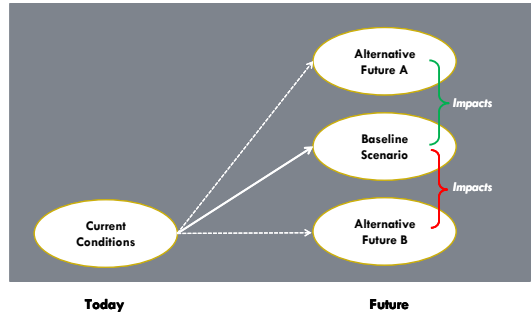 Alternative
Future A
Impacts
Baseline
Scenario
Impacts
Current
Conditions
Alternative
Future B
Today
Future